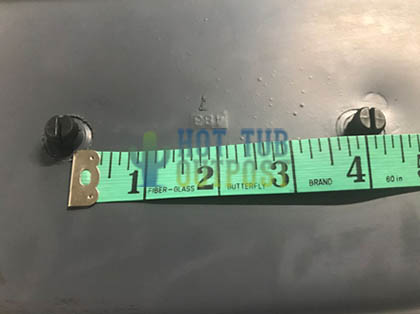 HOT TUB
OUTPOST
1 2 3 4
FIBER-GLASS BUTTERFLY BRAND 60 in